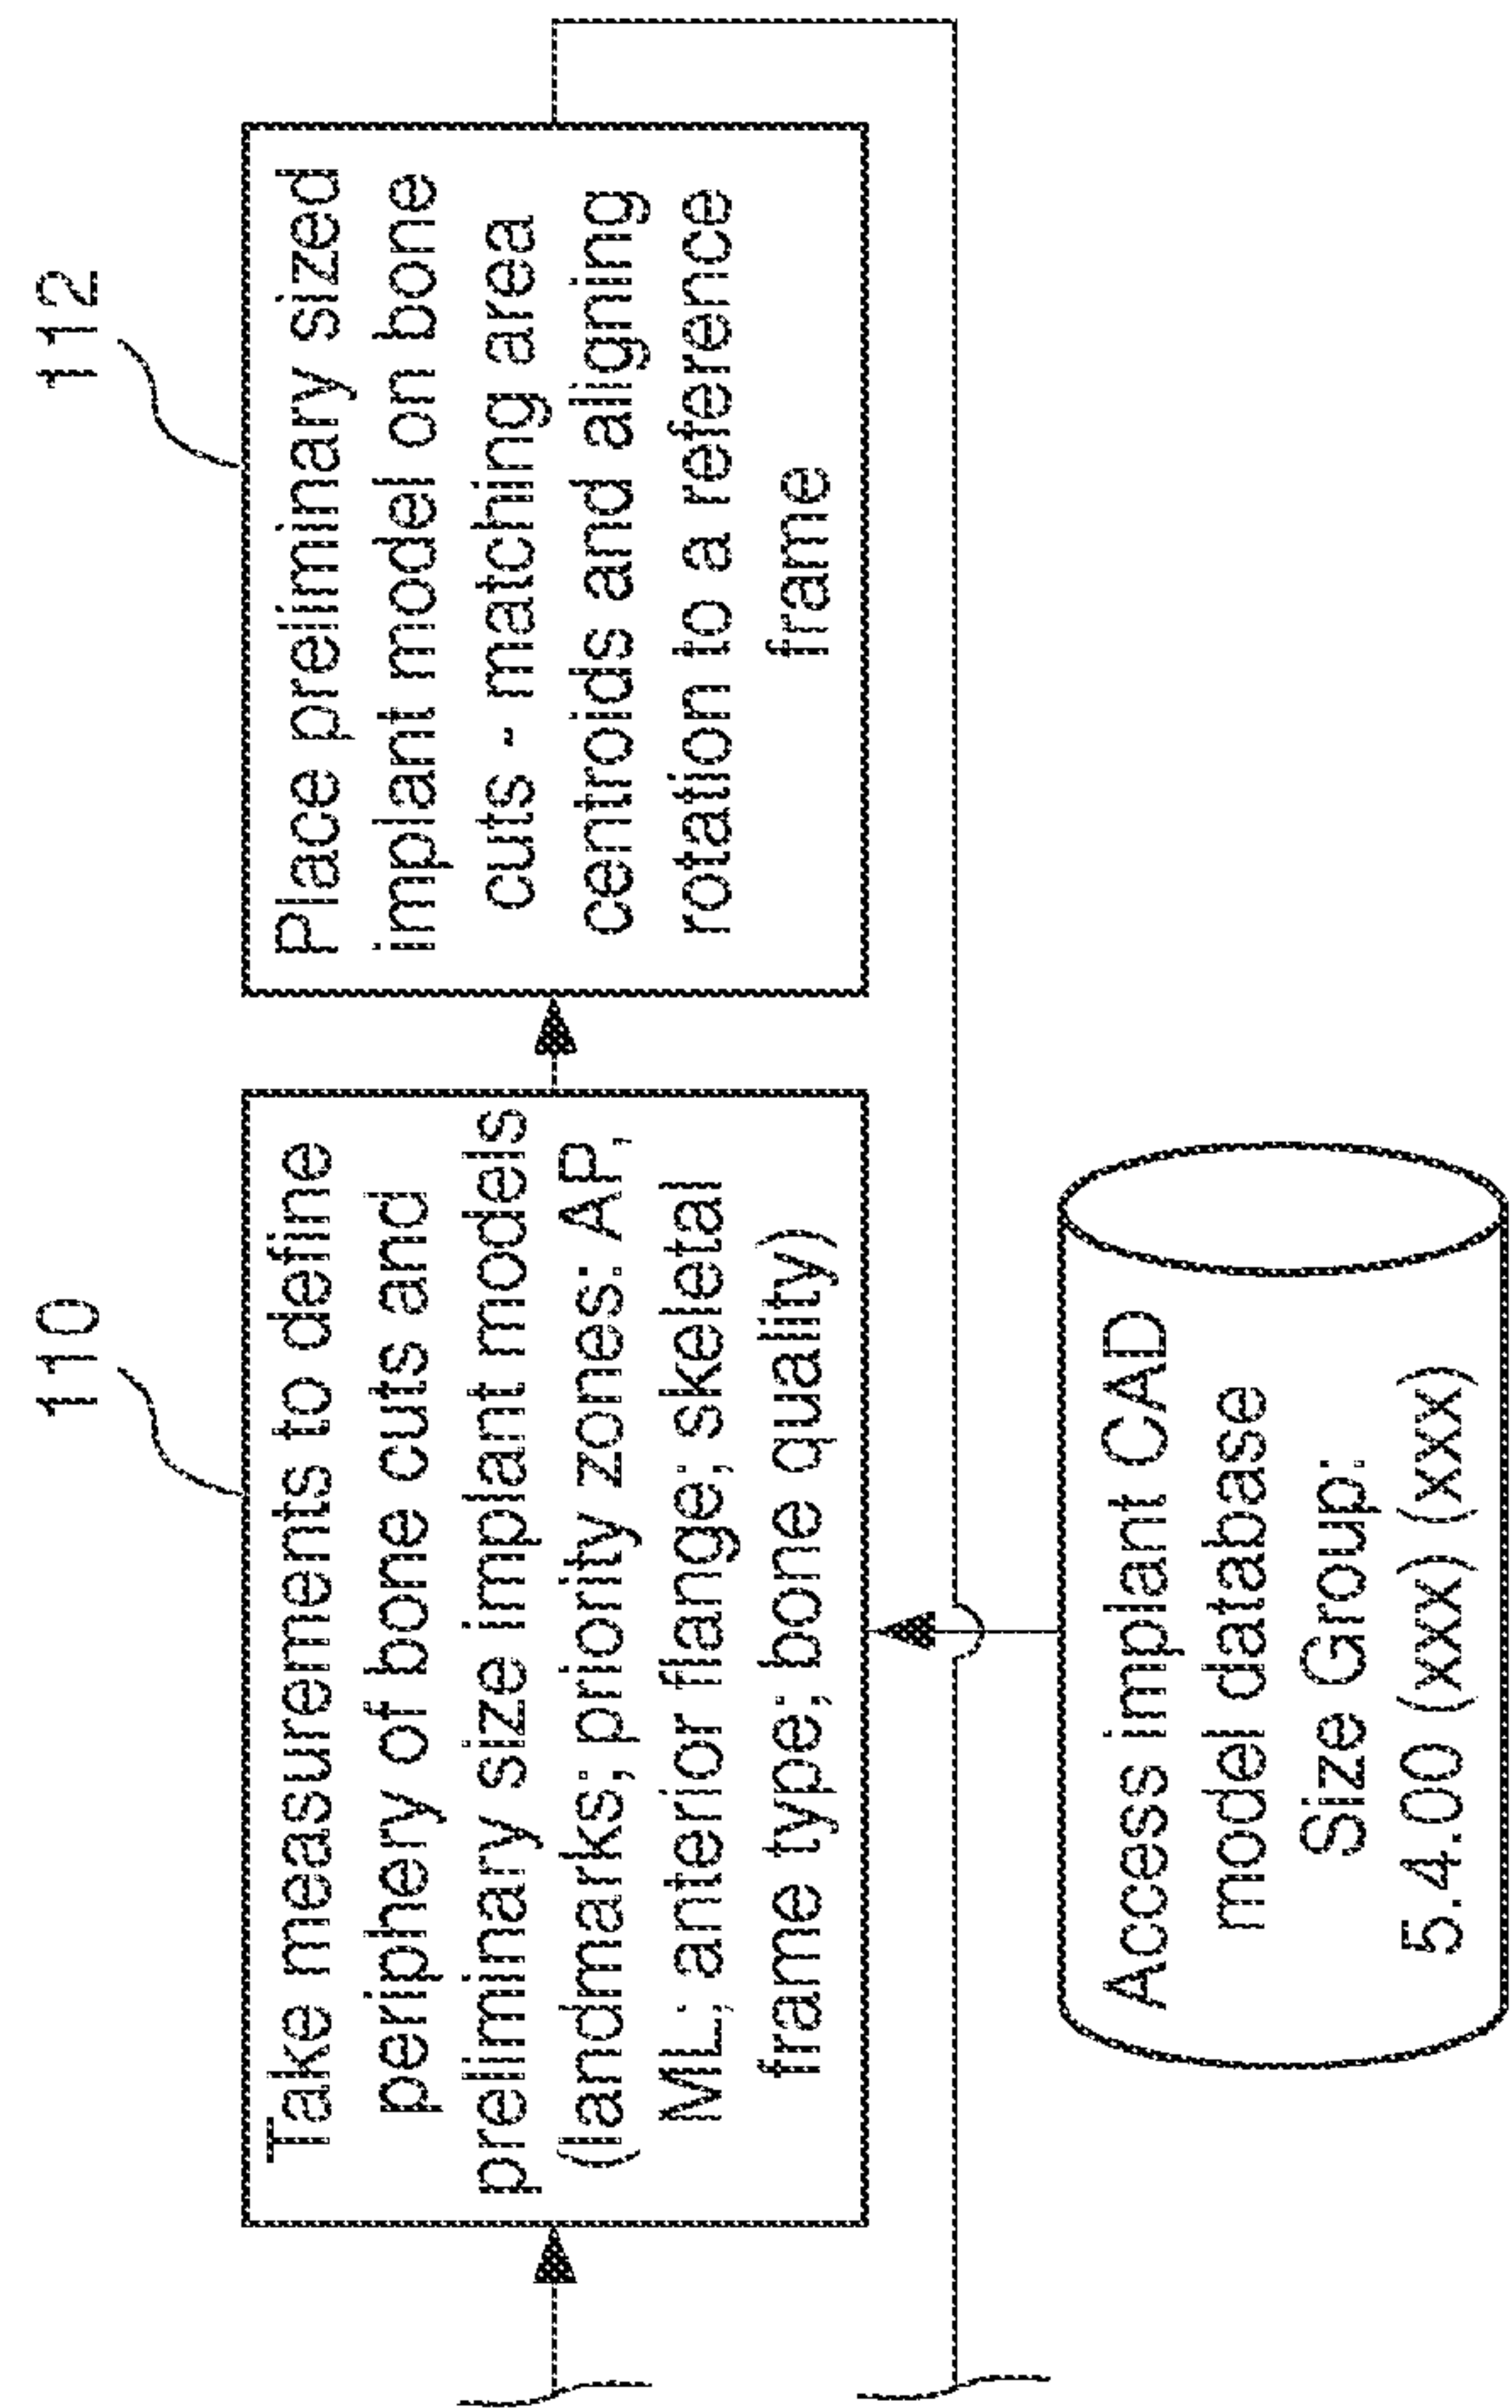 110
Take measurements to define
periphery of bone cuts and
preliminary size implant models
(landmarks; priority zones: AP,
ML; anterior flange; skeletal
frame type; bone quality)
112
Place preliminary sized
implant model on bone
cuts - matching area
centroids and aligning
rotation to a reference
frame
Access implant CAD
model database
Size Group:
5.4.00 (xxx) (xxx)